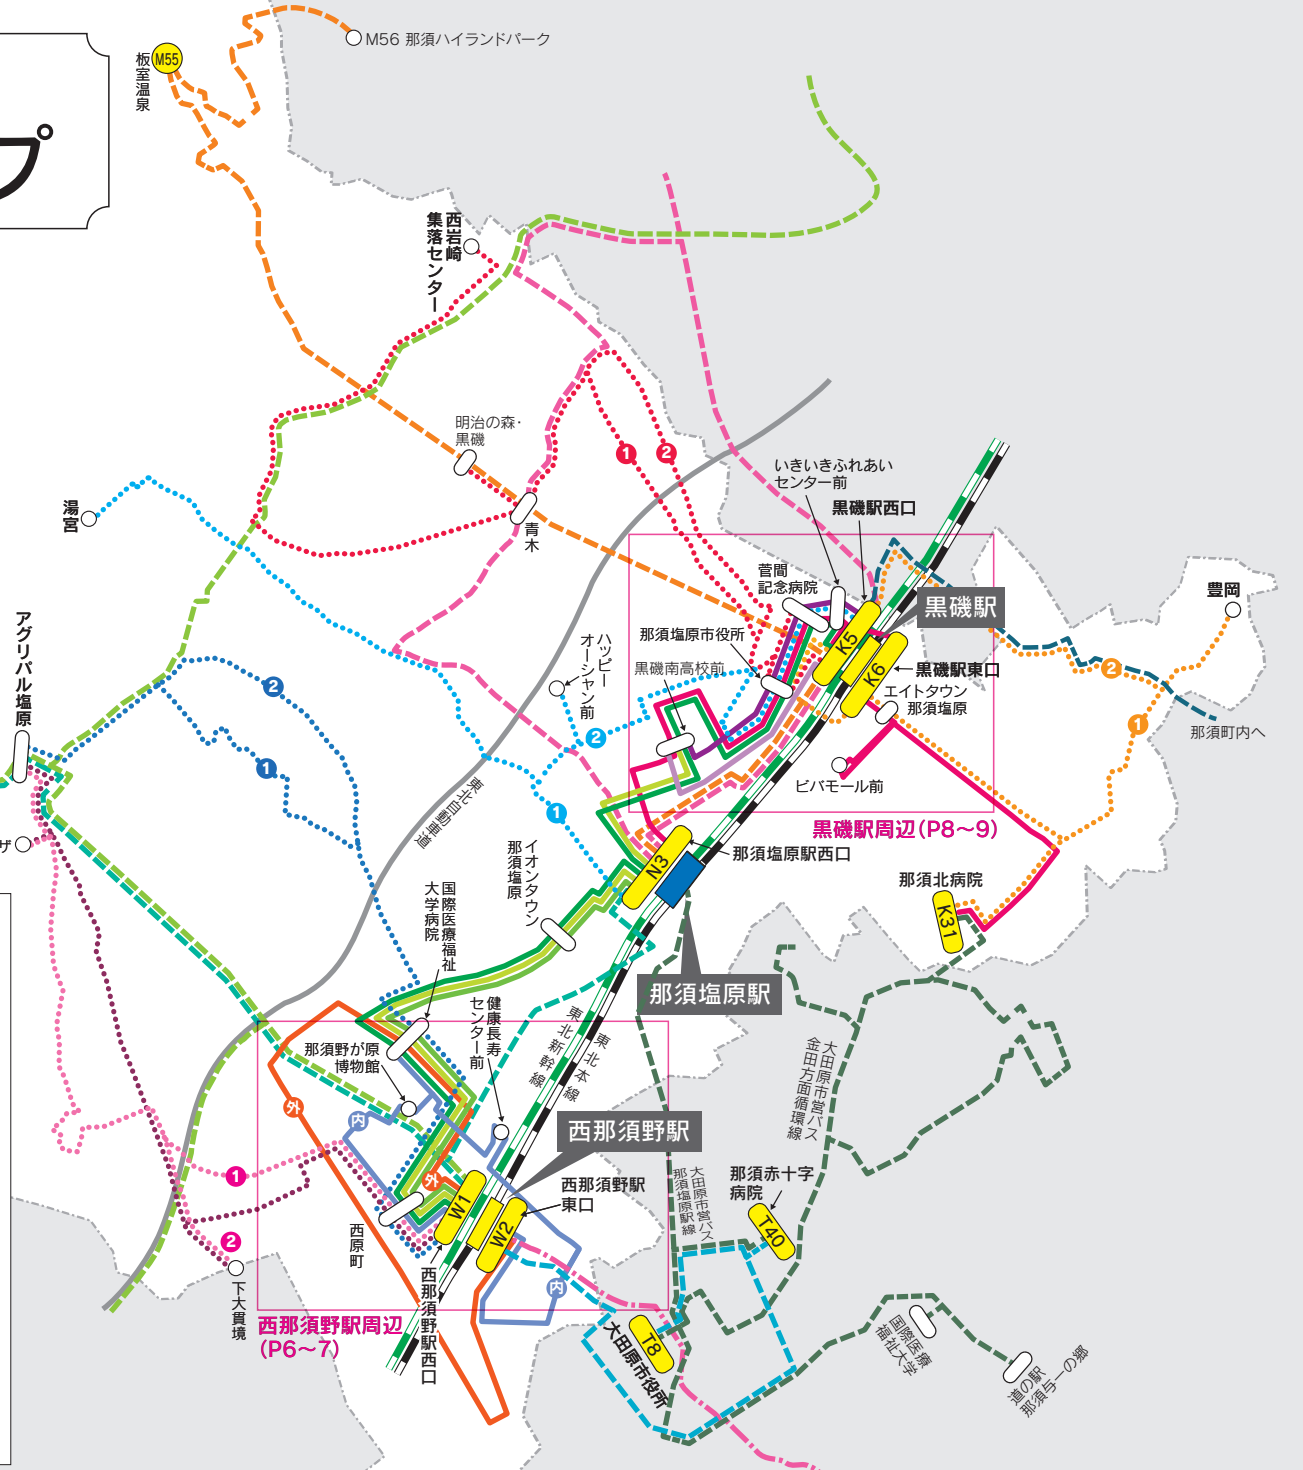 プ
M55
板室温泉
M56 那須ハイランドパーク
西岩崎
集落センター
明治の森・
黒磯
青木
湯宮
アグリパル塩原
ザ
1
2
いきいきふれあい
センター前
黒磯駅西口
菅間
記念病院
那須塩原市役所
黒磯南高校前
ハッピー
オーシャン前
K5
K6
黒磯駅
黒磯駅東口
エイトタウン
那須塩原
ビバモール前
黒磯駅周辺(P8〜9)
豊岡
2
1
那須町内へ
2
1
2
1
東北自動車道
イオンタウン
那須塩原
N3
那須塩原駅西口
那須塩原駅
那須北病院
K31
国際医療福祉
大学病院
健康長寿
センター前
那須野が原
博物館
東北新幹線
東北本線
外
内
外
内
西那須野駅
西那須野駅
東口
W1
W2
西原町
西那須野駅西口
西那須野駅周辺
(P6〜7)
1
2
下大貫境
大田原市営バス
金田方面循環線
大田原市営バス
那須塩原駅線
那須赤十字
病院
T40
T8
大田原市役所
国際医療
福祉大学
道の駅
那須与一の郷